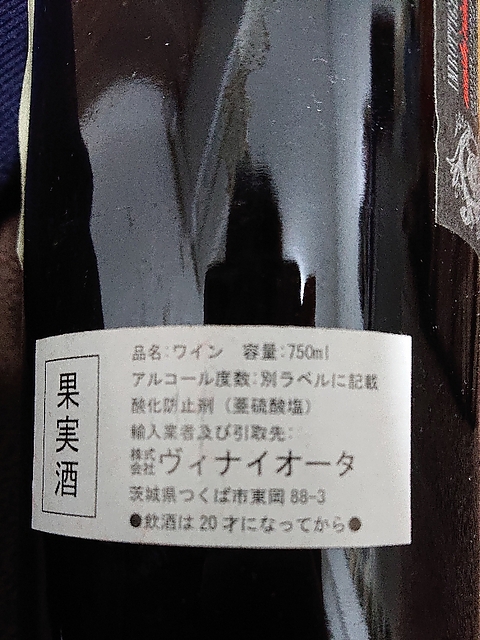 果実酒
品名:ワイン 容量:750ml
アルコール度数:別ラベルに記載
酸化防止剤(亜硫酸塩)
輸入業者及び引取先:
株式会社ヴィナイオータ
茨城県つくば市東岡 88-3
●飲酒は 20 才になってから●